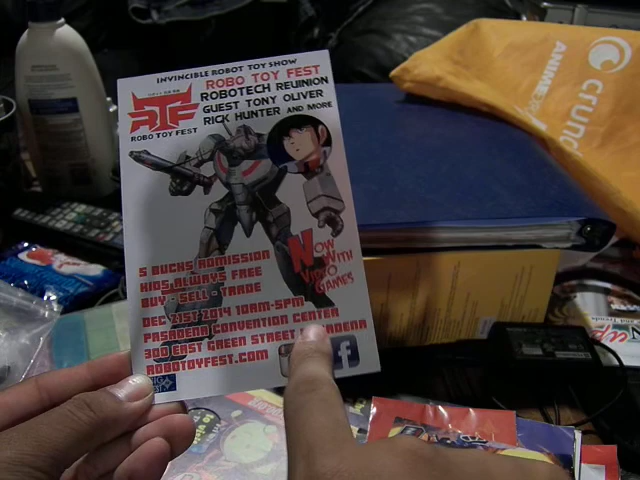 INVINCIBLE ROBOT TOY SHOW
ROBO TOY FEST
ROBOTECH REUNION
GUEST TONY OLIVER
RICK HUNTER AND MORE
RTF
ROBO TOY FEST
NOW
WITH
VIDEO
GAMES
5 BUCKS ADMISSION
KIDS ALWAYS FREE
BUY - SELL - TRADE
DEC 21ST 2014 10AM-5PM
PASADENA CONVENTION CENTER
300 EAST GREEN STREET
ROBOTOYFEST.COM
f
crunc
ANIME